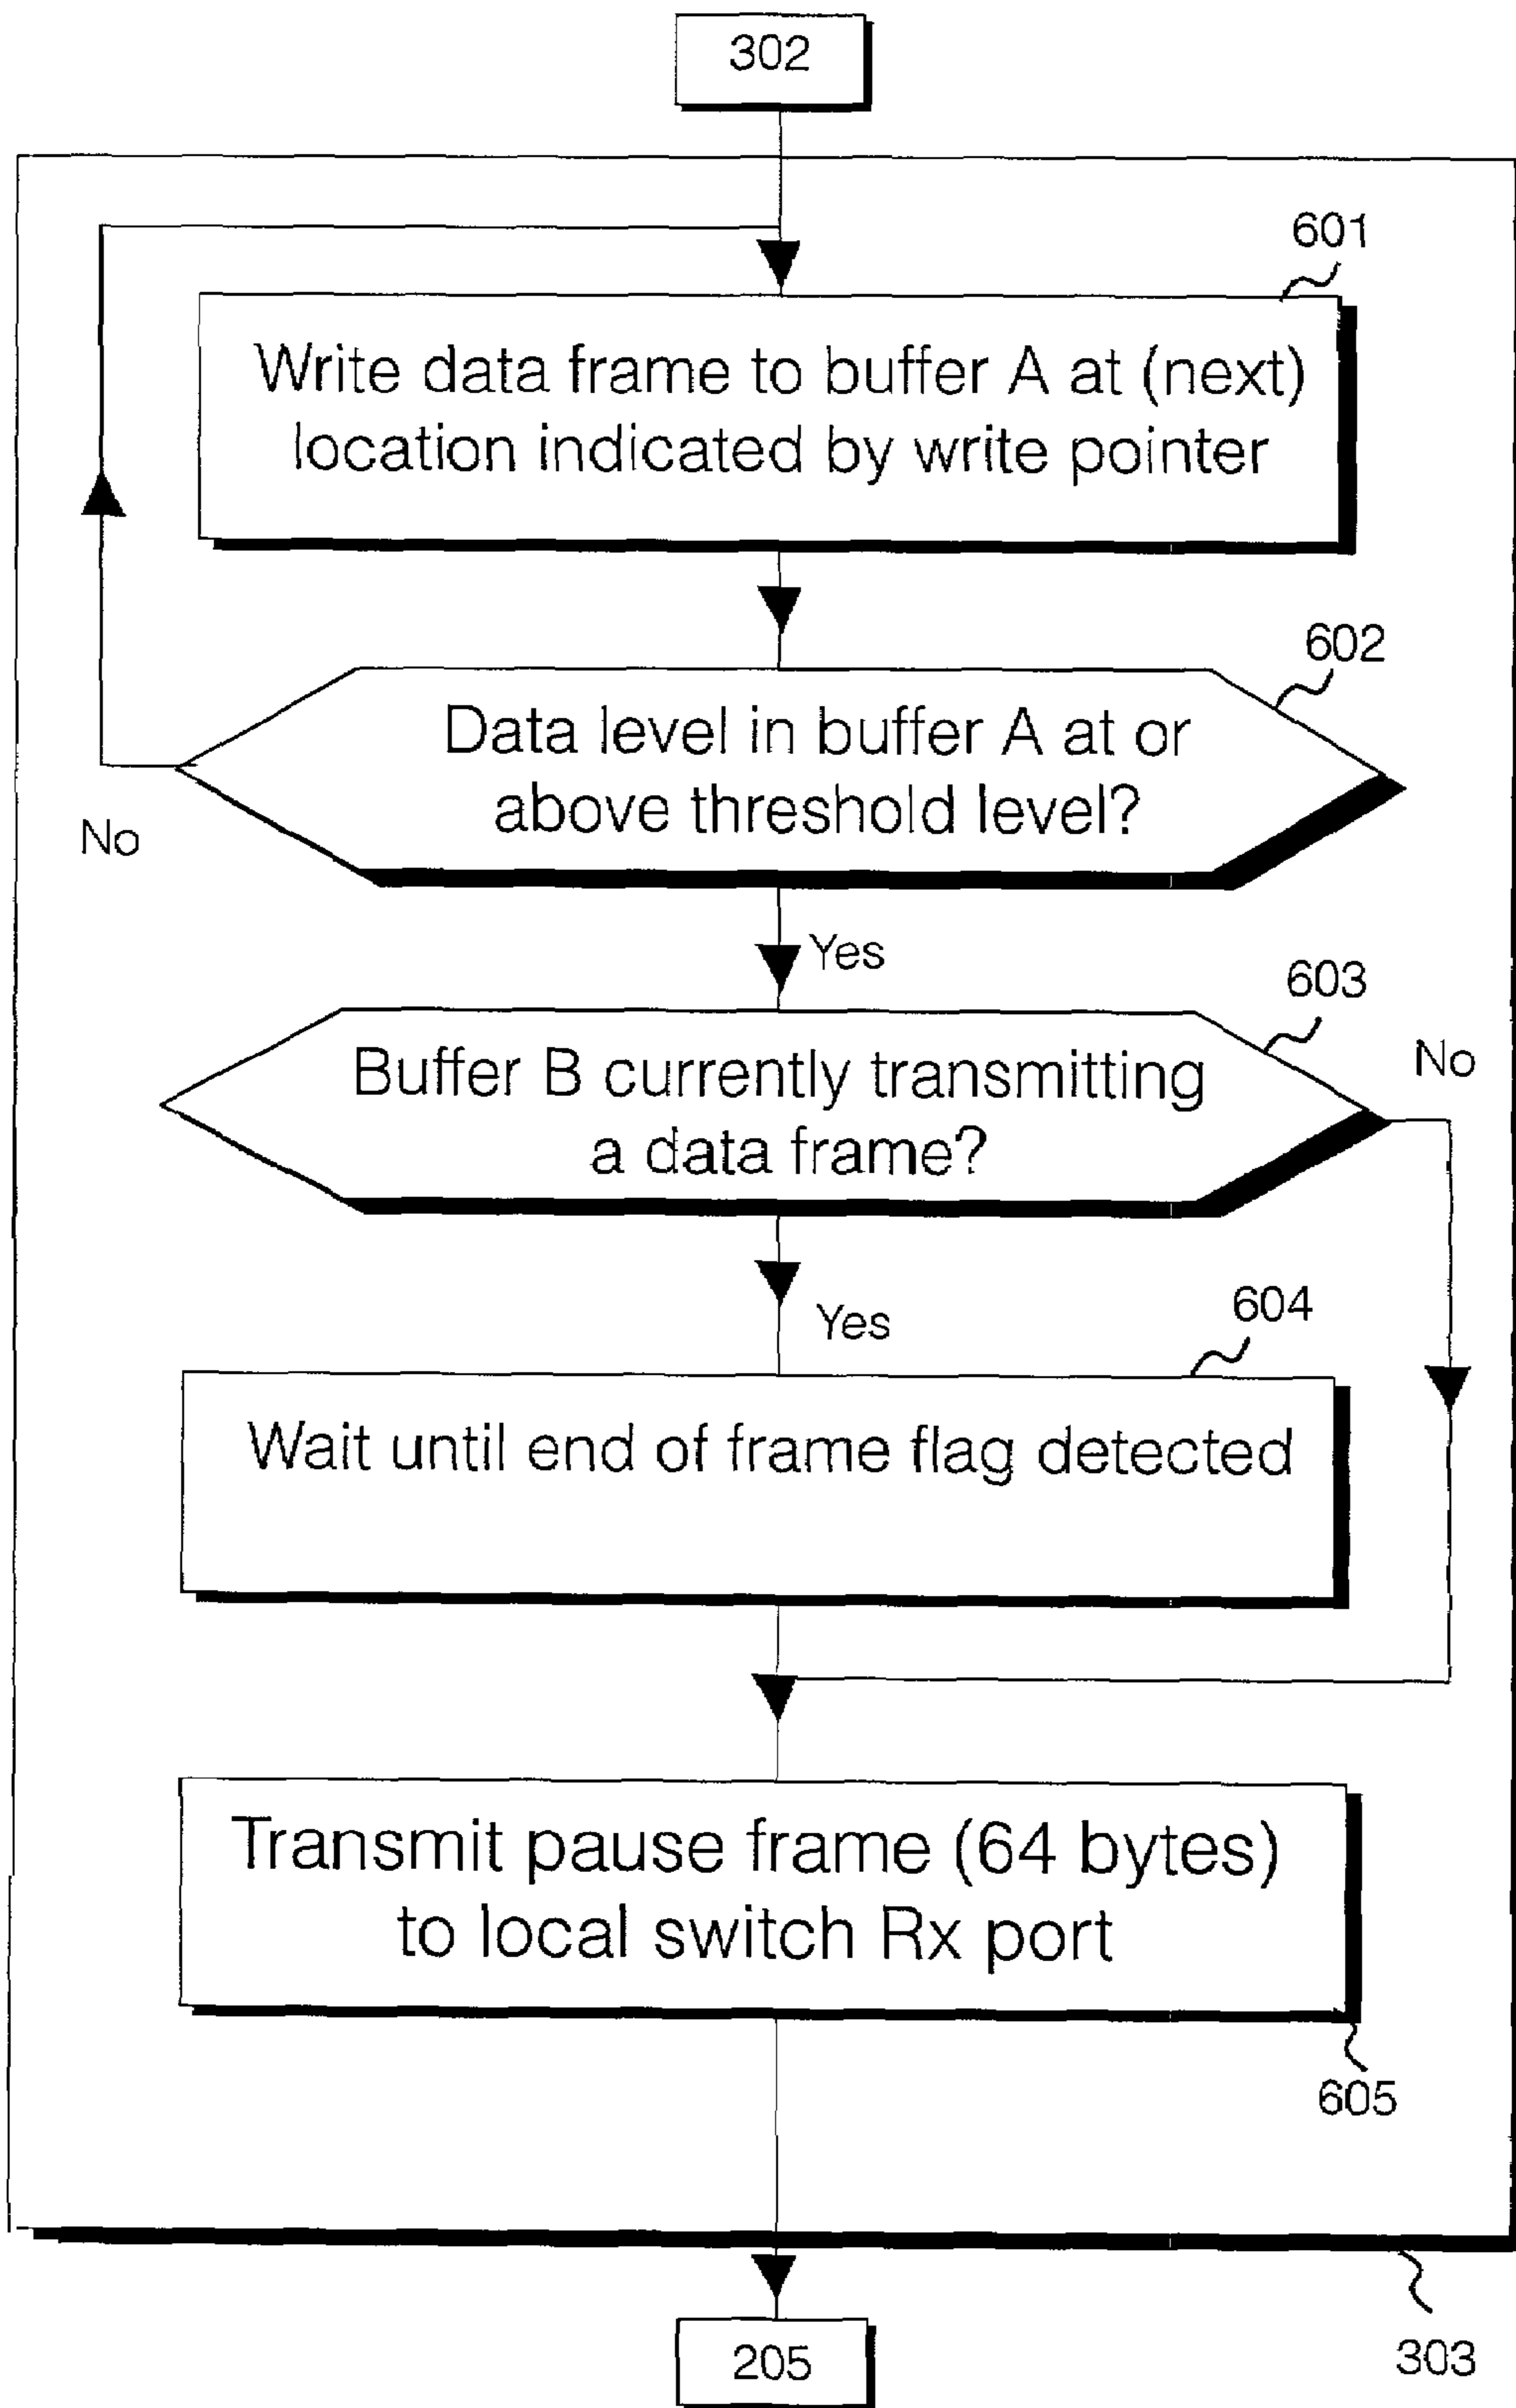 302
601
Write data frame to buffer A at (next)
location indicated by write pointer
602
Data level in buffer A at or
above threshold level?
No
Yes
603
No
Buffer B currently transmitting
a data frame?
Yes
604
Wait until end of frame flag detected
Transmit pause frame (64 bytes)
to local switch Rx port
605
205
303